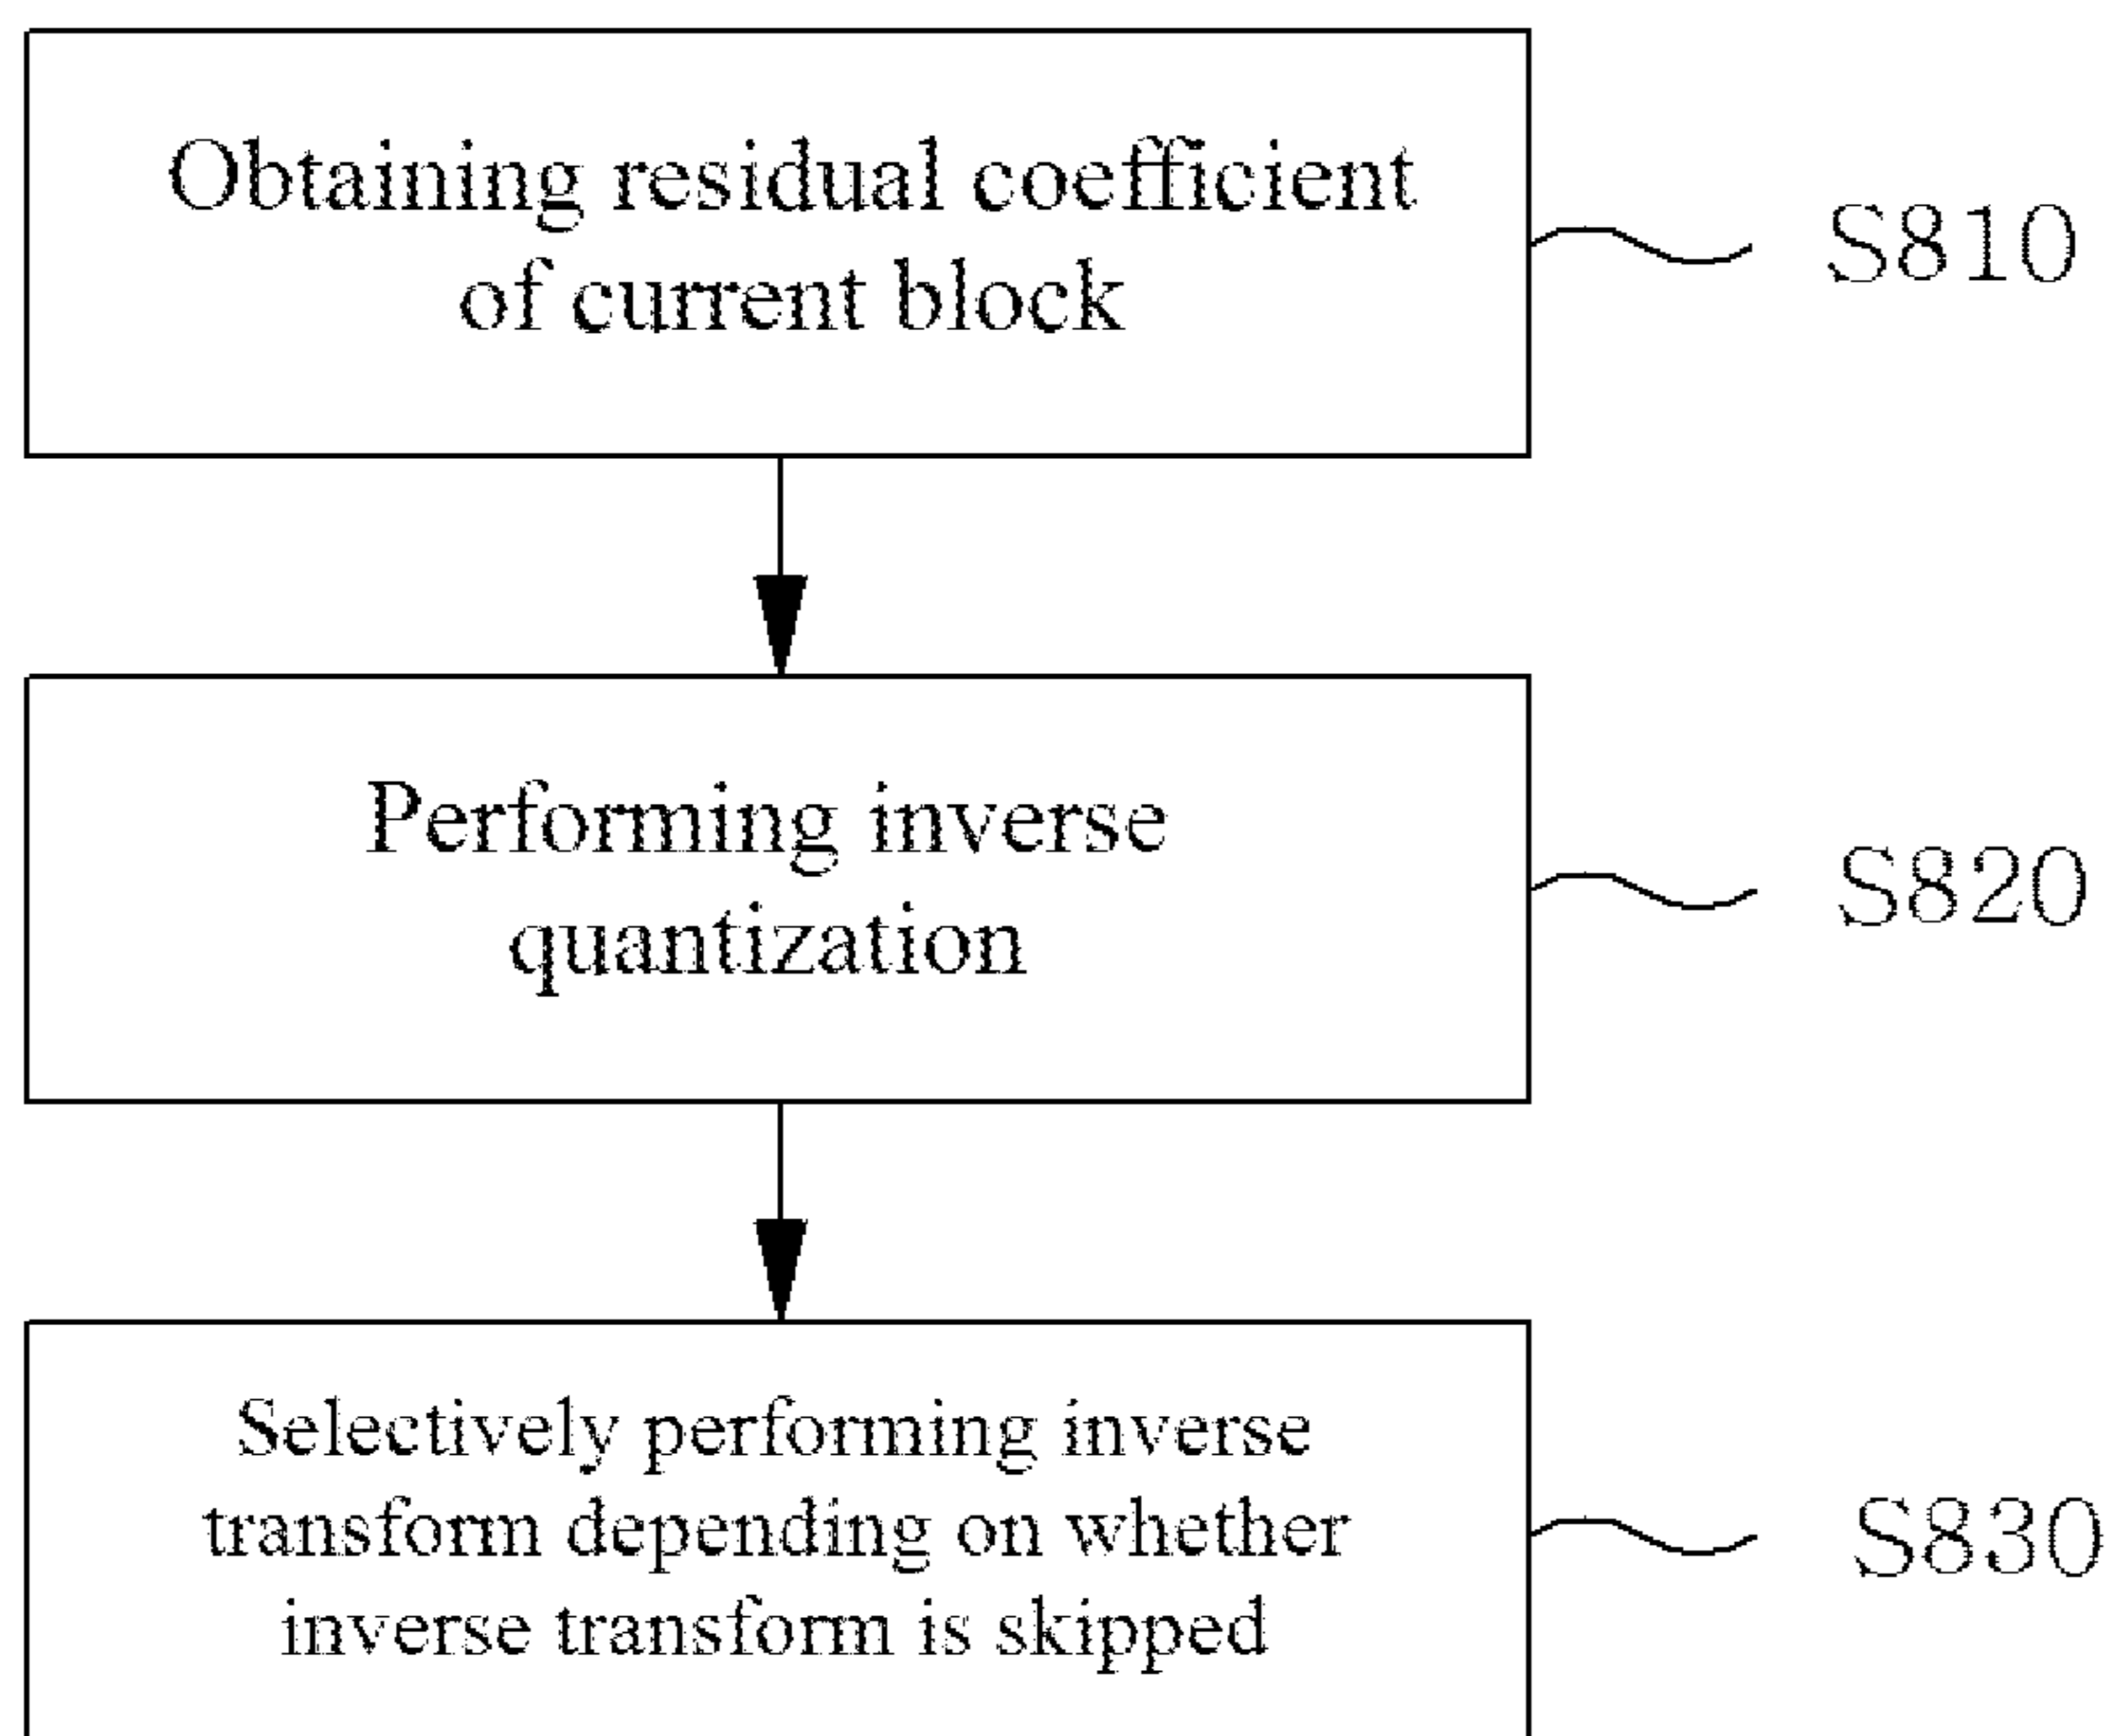 Obtaining residual coefficient
of current block
S810
Performing inverse
quantization
S820
Selectively performing inverse
transform depending on whether
inverse transform is skipped
S830